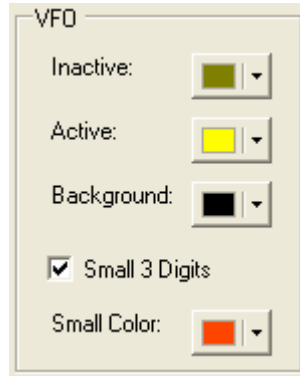 VFO
Inactive:
Active:
Background:
Small 3 Digits
Small Color: